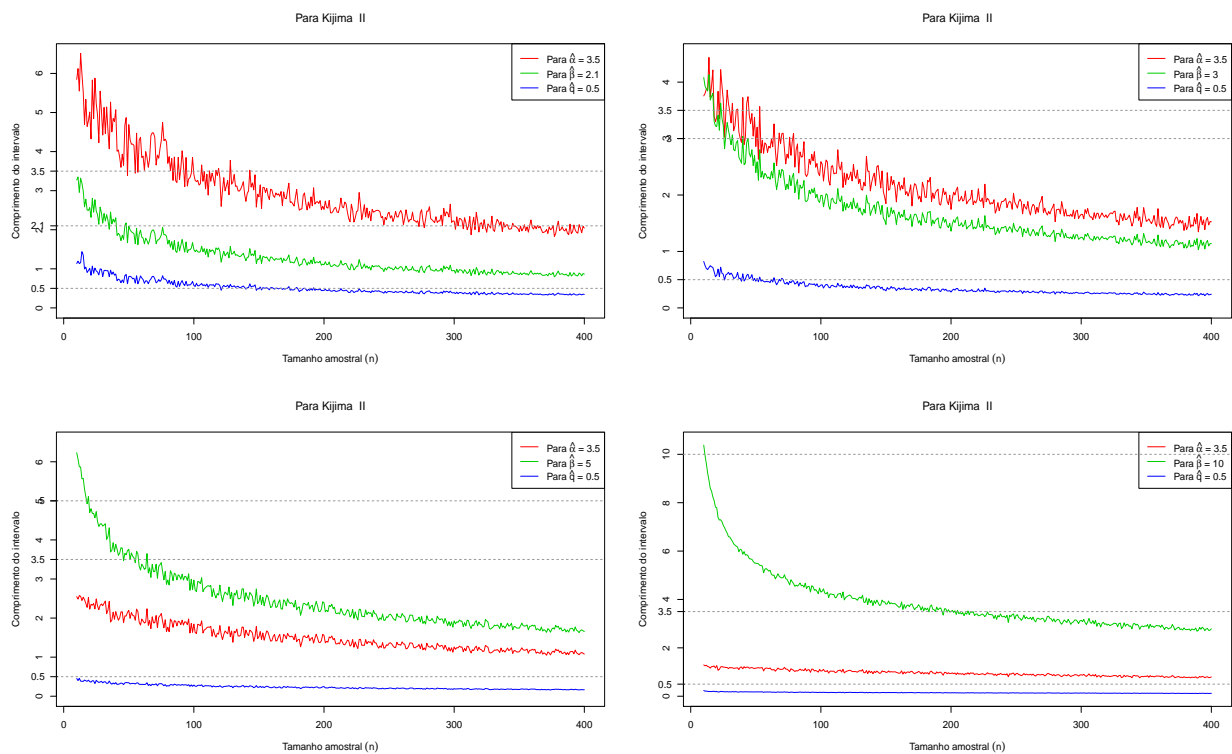 Para Kijima II
Comprimento do intervalo
6
5
4
3.5
3
2.1
2
1
0.5
0
Para α̂ = 3.5
Para β̂ = 2.1
Para q̂ = 0.5
0 100 200 300 400
Tamanho amostral (n)
Para Kijima II
Comprimento do intervalo
4
3.5
3
2
1
0.5
0
Para α̂ = 3.5
Para β̂ = 3
Para q̂ = 0.5
0 100 200 300 400
Tamanho amostral (n)
Para Kijima II
Comprimento do intervalo
6
5
4
3.5
3
2
1
0.5
0
Para α̂ = 3.5
Para β̂ = 5
Para q̂ = 0.5
0 100 200 300 400
Tamanho amostral (n)
Para Kijima II
Comprimento do intervalo
10
8
6
4
3.5
2
0.5
0
Para α̂ = 3.5
Para β̂ = 10
Para q̂ = 0.5
0 100 200 300 400
Tamanho amostral (n)